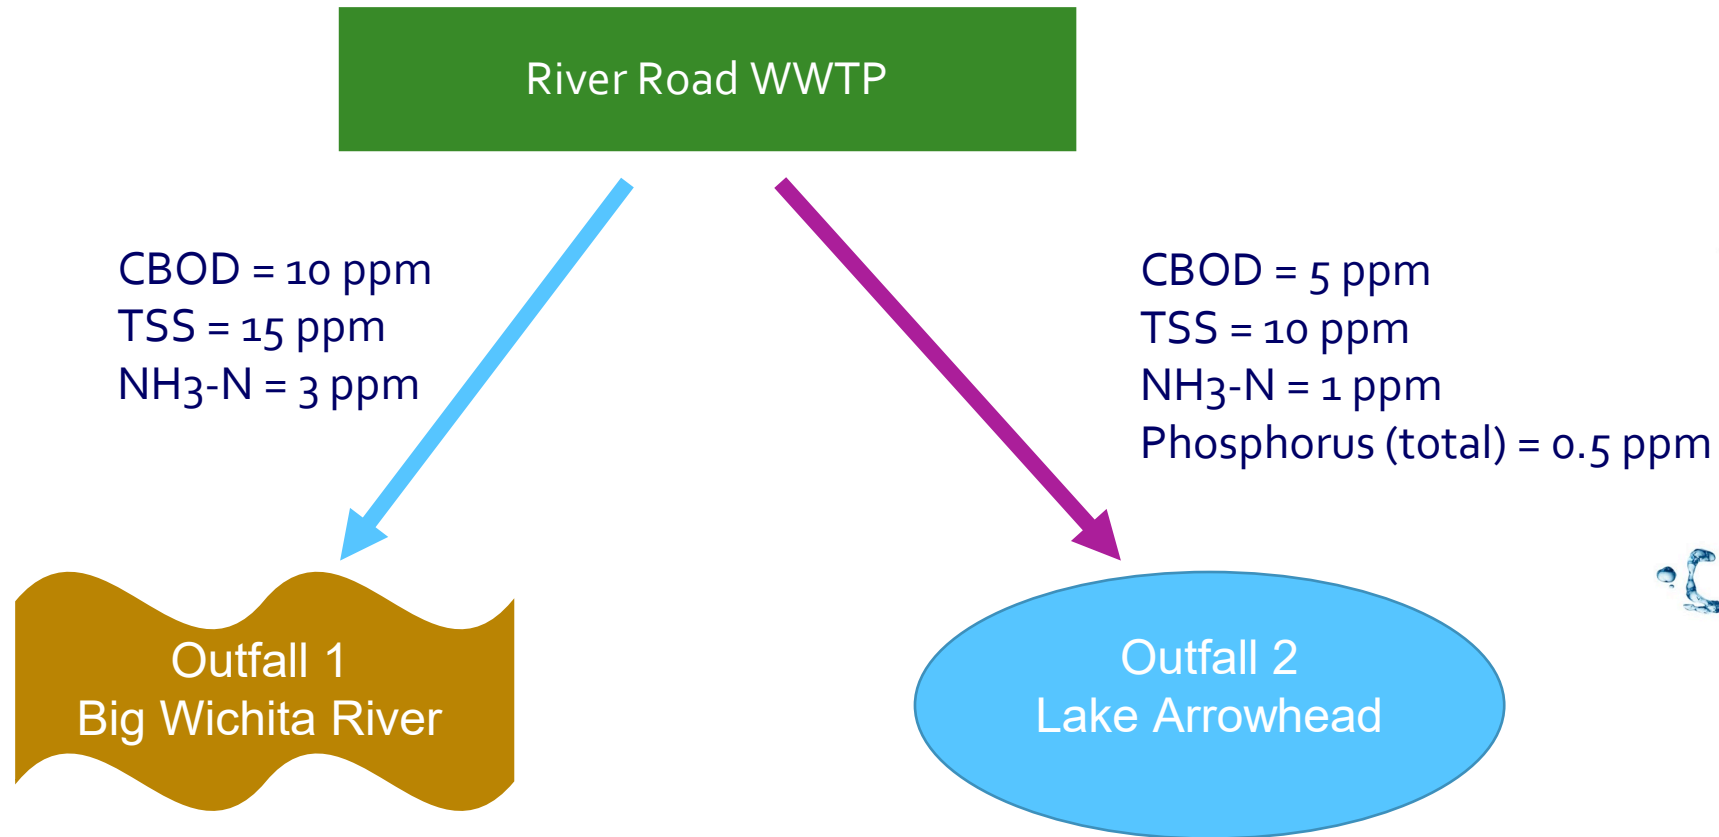 River Road WWTP
CBOD = 10 ppm
TSS = 15 ppm
NH3-N = 3 ppm
CBOD = 5 ppm
TSS = 10 ppm
NH3-N = 1 ppm
Phosphorus (total) = 0.5 ppm
Outfall 1
Big Wichita River
Outfall 2
Lake Arrowhead